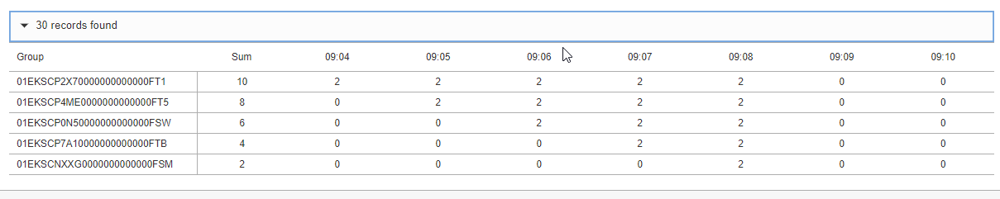 30 records found
Group Sum 09:04 09:05 09:06 09:07 09:08 09:09 09:10
01EKSCP2X70000000000000FT1 10 2 2 2 2 2 0 0
01EKSCP4ME0000000000000FT5 8 0 2 2 2 2 0 0
01EKSCP0N50000000000000FSW 6 0 0 2 2 2 0 0
01EKSCP7A10000000000000FTB 4 0 0 0 2 2 0 0
01EKSCNXXG0000000000000FSM 2 0 0 0 0 2 0 0